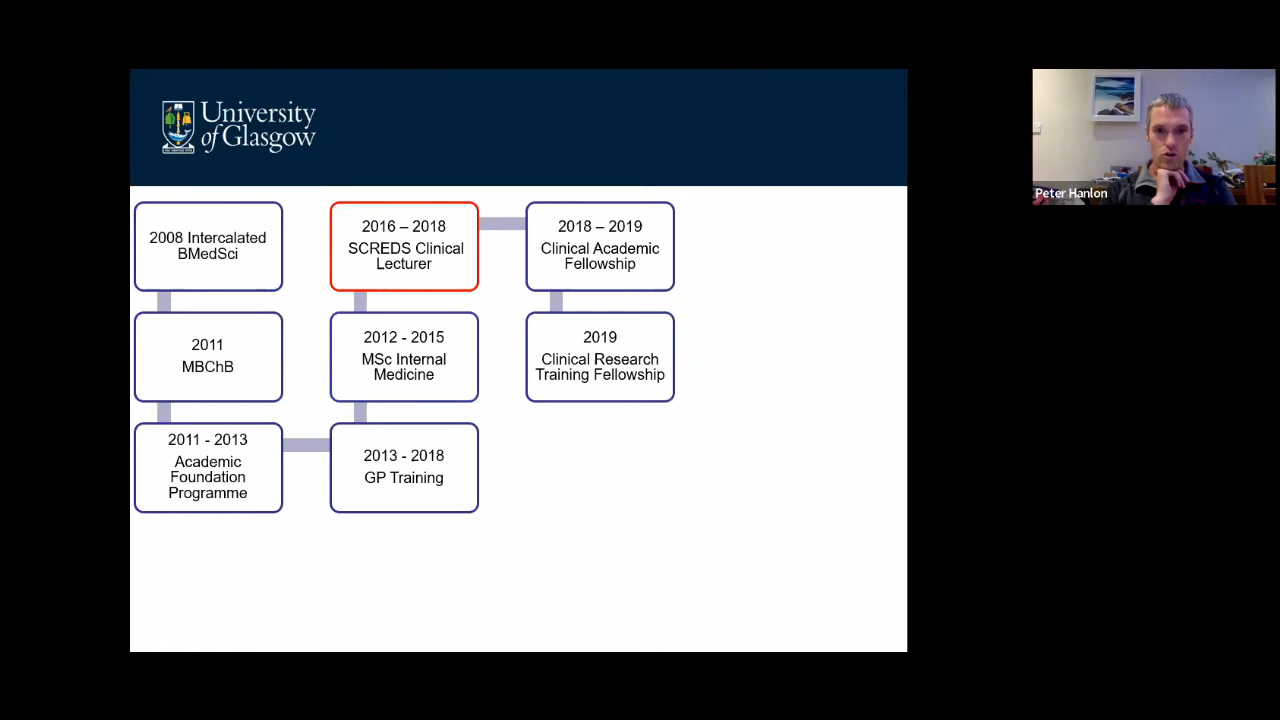 University
of Glasgow
2008 Intercalated
BMedSci
2011
MBChB
2011 - 2013
Academic
Foundation
Programme
2013 - 2018
GP Training
2012 - 2015
MSc Internal
Medicine
2016 – 2018
SCREDS Clinical
Lecturer
2018 – 2019
Clinical Academic
Fellowship
2019
Clinical Research
Training Fellowship
Peter Hanlon